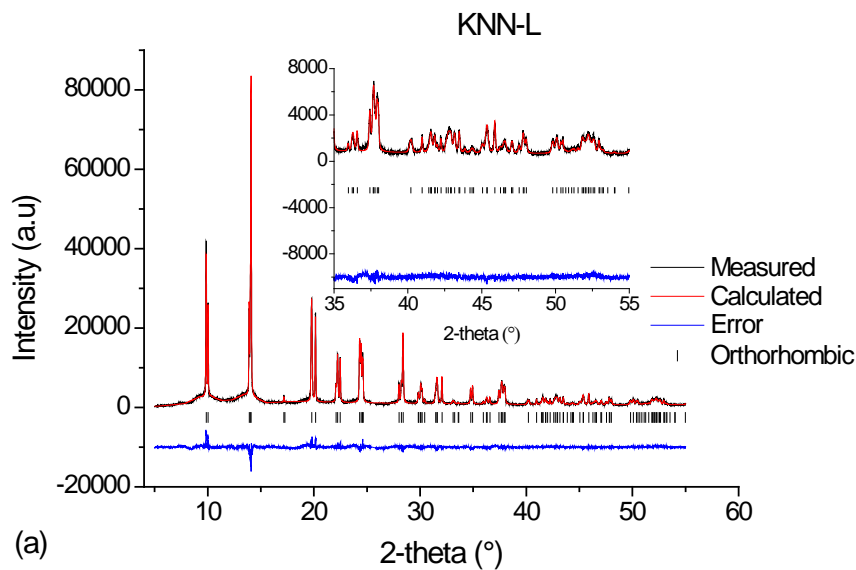 KNN-L
80000
60000
40000
20000
0
-20000
10
20
30
40
50
60
Intensity (a.u)
2-theta (°)
8000
4000
0
-4000
-8000
35
40
45
50
55
2-theta (°)
Measured
Calculated
Error
Orthorhombic
(a)